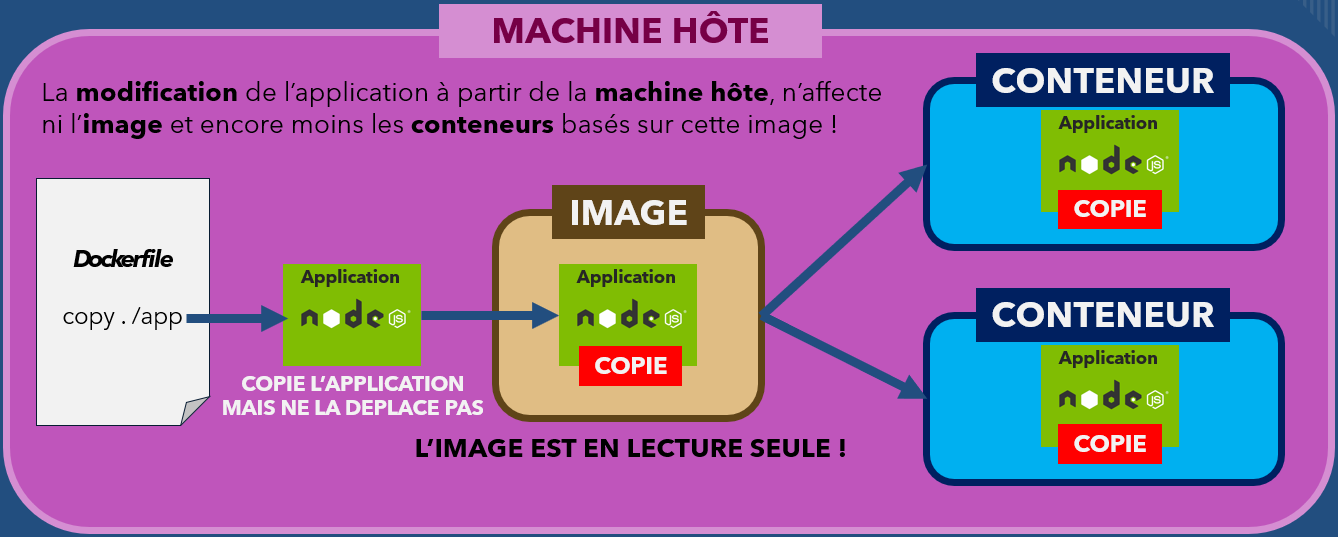 MACHINE HÔTE
La modification de l'application à partir de la machine hôte, n'affecte
ni l'image et encore moins les conteneurs basés sur cette image !
Dockerfile
copy . /app
Application
node
JS
COPIE L'APPLICATION
MAIS NE LA DEPLACE PAS
IMAGE
Application
node
JS
COPIE
L'IMAGE EST EN LECTURE SEULE !
CONTENEUR
Application
node
JS
COPIE
CONTENEUR
Application
node
JS
COPIE